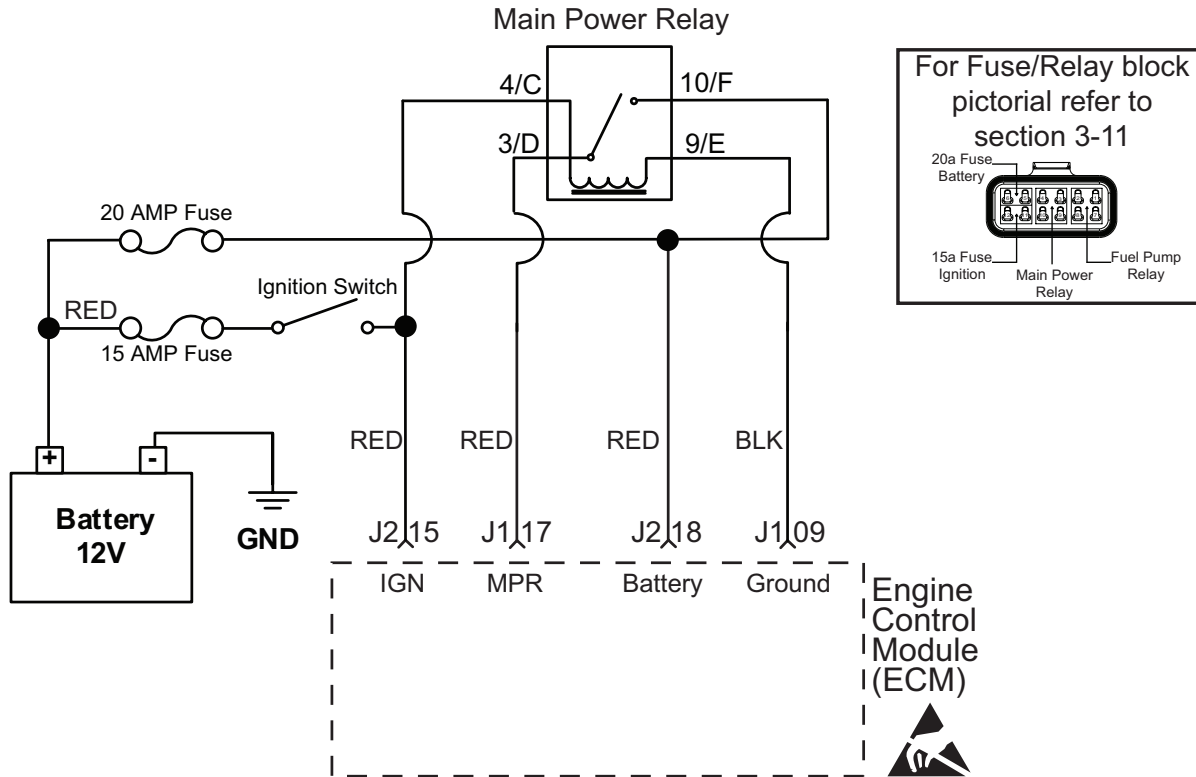 Main Power Relay
4/C
10/F
3/D
9/E
20 AMP Fuse
Ignition Switch
RED
15 AMP Fuse
+
-
Battery
12V
GND
RED
RED
RED
BLK
J2 15
J1 17
J2 18
J1 09
IGN
MPR
Battery
Ground
Engine
Control
Module
(ECM)
For Fuse/Relay block
pictorial refer to
section 3-11
20a Fuse
Battery
15a Fuse
Ignition
Main Power
Relay
Fuel Pump
Relay